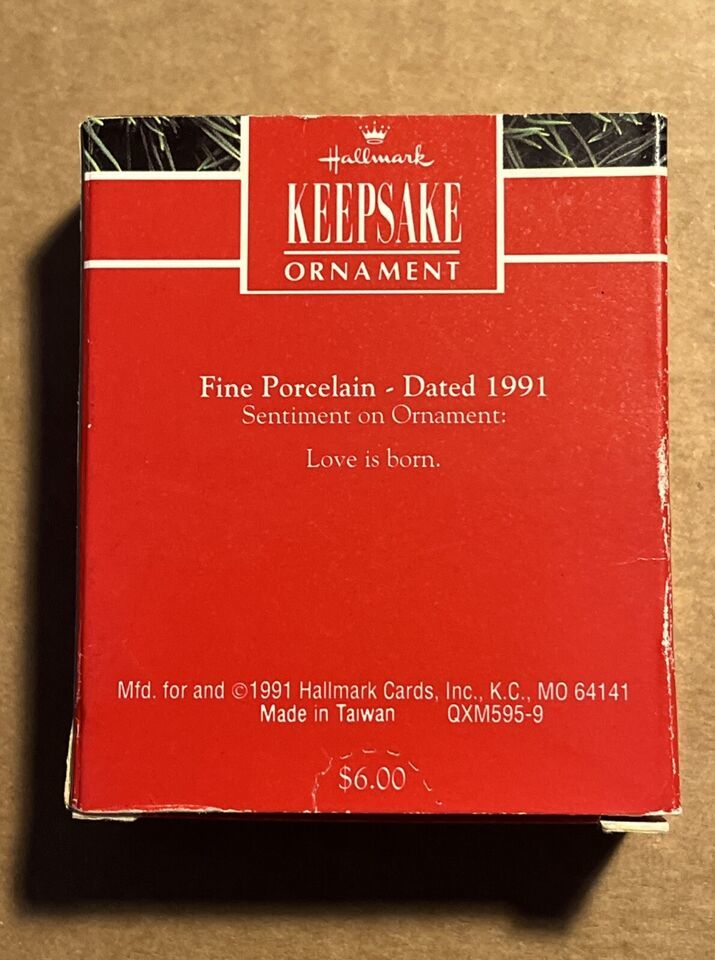 Hallmark
KEEPSAKE
ORNAMENT
Fine Porcelain - Dated 1991
Sentiment on Ornament:
Love is born.
Mfd. for and ©1991 Hallmark Cards, Inc., K.C., MO 64141
Made in Taiwan QXM595-9
$6.00